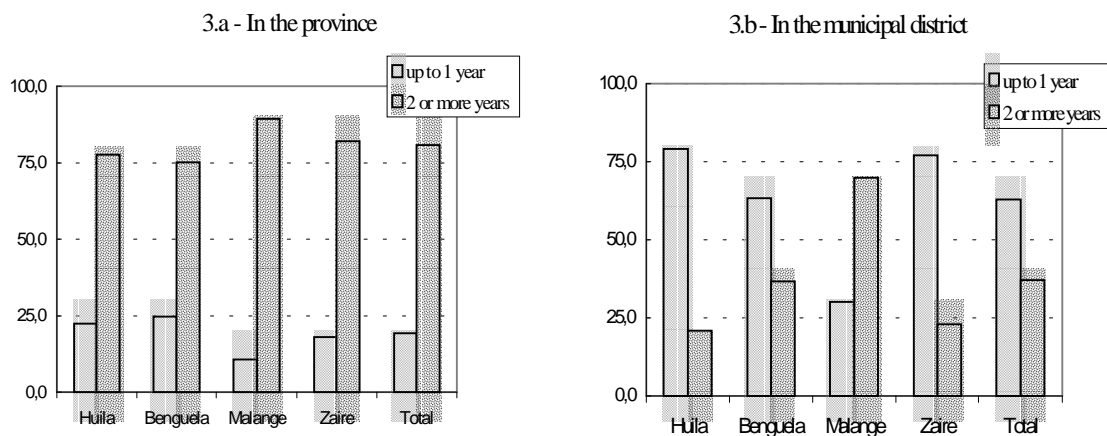 3.a - In the province
up to 1 year
2 or more years
100,0
75,0
50,0
25,0
0,0
Huila Benguela Malange Zaire Total
3.b - In the municipal district
up to 1 year
2 or more years
100,0
75,0
50,0
25,0
0,0
Huila Benguela Malange Zaire Total